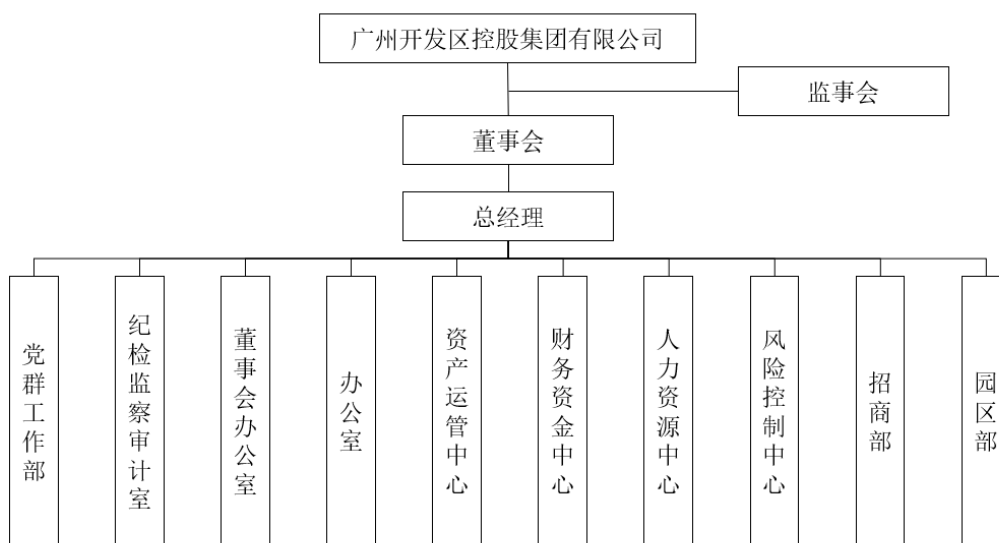 广州开发区控股集团有限公司
监事会
董事会
总经理
党群工作部
纪检监察审计室
董事会办公室
办公室
资产运管中心
财务资金中心
人力资源中心
风险控制中心
招商部
园区部